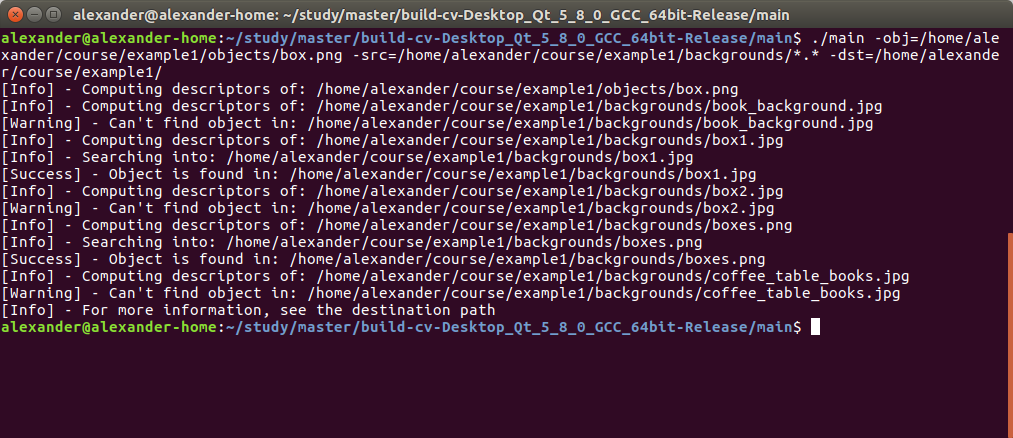 alexander@alexander-home: ~/study/master/build-cv-Desktop_Qt_5_8_0_GCC_64bit-Release/main
alexander@alexander-home:~/study/master/build-cv-Desktop_Qt_5_8_0_GCC_64bit-Release/main$ ./main -obj=/home/ale
xander/course/example1/objects/box.png -src=/home/alexander/course/example1/backgrounds/*.* -dst=/home/alexande
r/course/example1/
[Info] - Computing descriptors of: /home/alexander/course/example1/objects/box.png
[Info] - Computing descriptors of: /home/alexander/course/example1/backgrounds/book_background.jpg
[Warning] - Can't find object in: /home/alexander/course/example1/backgrounds/book_background.jpg
[Info] - Computing descriptors of: /home/alexander/course/example1/backgrounds/box1.jpg
[Info] - Searching into: /home/alexander/course/example1/backgrounds/box1.jpg
[Success] - Object is found in: /home/alexander/course/example1/backgrounds/box1.jpg
[Info] - Computing descriptors of: /home/alexander/course/example1/backgrounds/box2.jpg
[Warning] - Can't find object in: /home/alexander/course/example1/backgrounds/box2.jpg
[Info] - Computing descriptors of: /home/alexander/course/example1/backgrounds/boxes.png
[Info] - Searching into: /home/alexander/course/example1/backgrounds/boxes.png
[Success] - Object is found in: /home/alexander/course/example1/backgrounds/boxes.png
[Info] - Computing descriptors of: /home/alexander/course/example1/backgrounds/coffee_table_books.jpg
[Warning] - Can't find object in: /home/alexander/course/example1/backgrounds/coffee_table_books.jpg
[Info] - For more information, see the destination path
alexander@alexander-home:~/study/master/build-cv-Desktop_Qt_5_8_0_GCC_64bit-Release/main$